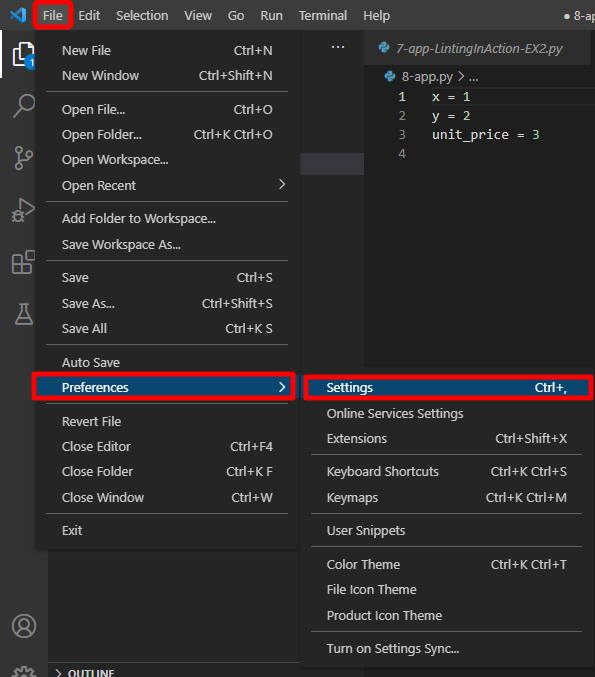 File Edit Selection View Go Run Terminal Help ● 8-ap
New File Ctrl+N ··· 7-app-LintingInAction-EX2.py
New Window Ctrl+Shift+N 8-app.py > ...
Open File... Ctrl+O 1 x = 1
Open Folder... Ctrl+K Ctrl+O 2 y = 2
Open Workspace... 3 unit_price = 3
Open Recent > 4
Add Folder to Workspace...
Save Workspace As...
Save Ctrl+S
Save As... Ctrl+Shift+S
Save All Ctrl+K S
Auto Save
Preferences >
Revert File
Close Editor Ctrl+F4
Close Folder Ctrl+K F
Close Window Ctrl+W
Exit
Settings Ctrl+,
Online Services Settings
Extensions Ctrl+Shift+X
Keyboard Shortcuts Ctrl+K Ctrl+S
Keymaps Ctrl+K Ctrl+M
User Snippets
Color Theme Ctrl+K Ctrl+T
File Icon Theme
Product Icon Theme
Turn on Settings Sync...
1
> OUTLINE